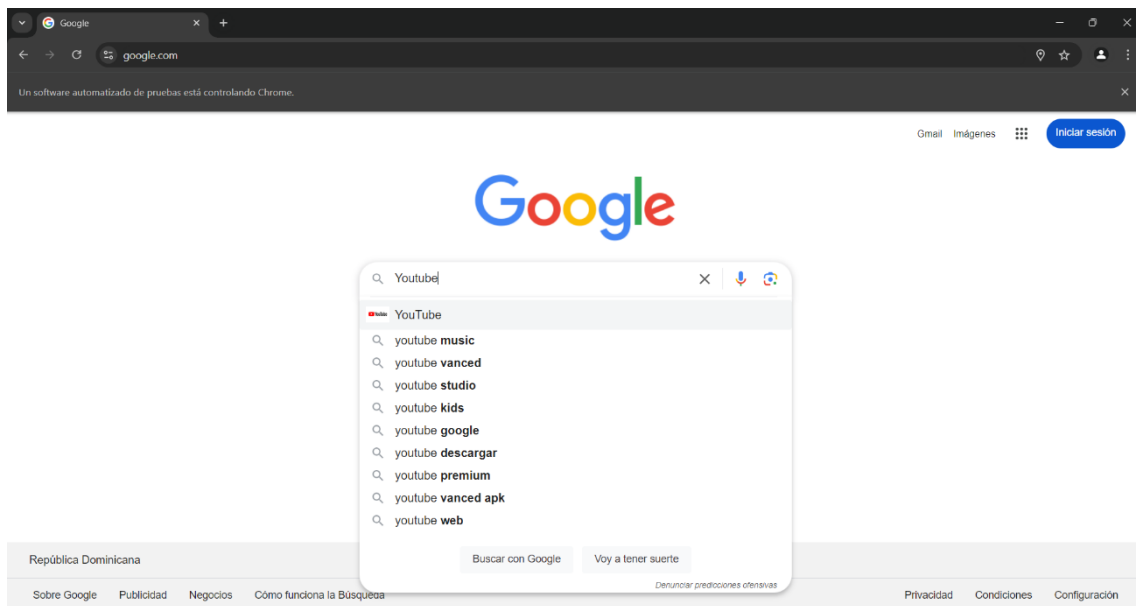 Google
google.com
Un software automatizado de pruebas está controlando Chrome.
Gmail Imágenes Iniciar sesión
Google
Youtube
YouTube
youtube music
youtube vanced
youtube studio
youtube kids
youtube google
youtube descargar
youtube premium
youtube vanced apk
youtube web
Buscar con Google Voy a tener suerte
Denunciar predicciones ofensivas
República Dominicana
Sobre Google Publicidad Negocios Cómo funciona la Búsqueda Privacidad Condiciones Configuración